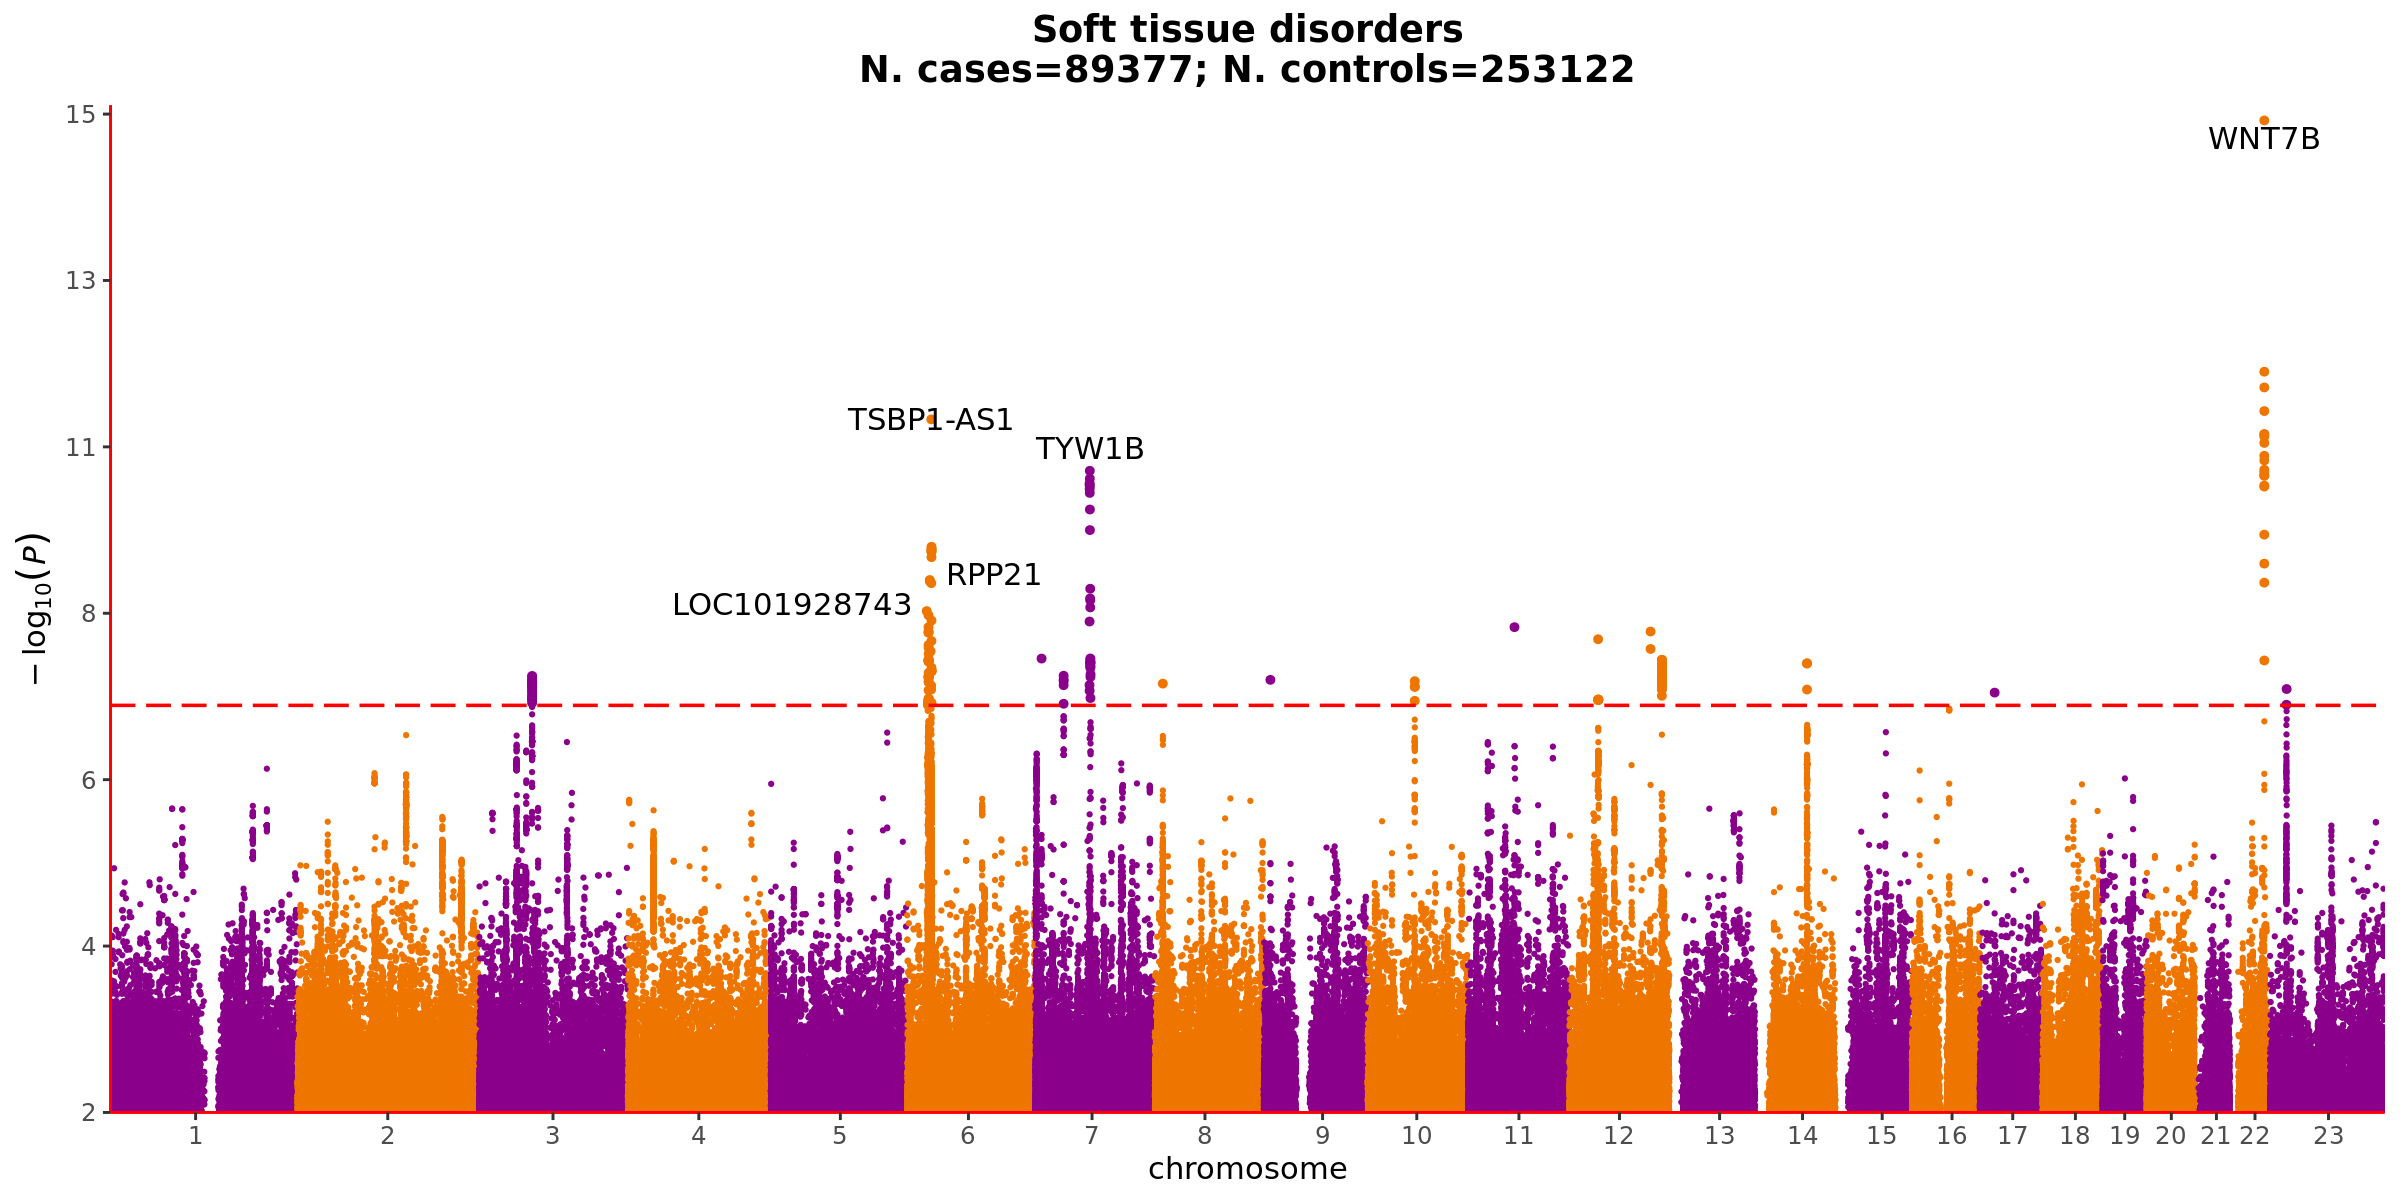 Soft tissue disorders
N. cases=89377; N. controls=253122
15
13
11
8
6
4
2
−log10(P)
WNT7B
TSBP1-AS1
TYW1B
RPP21
LOC101928743
1 2 3 4 5 6 7 8 9 10 11 12 13 14 15 16 17 18 19 20 21 22 23
chromosome